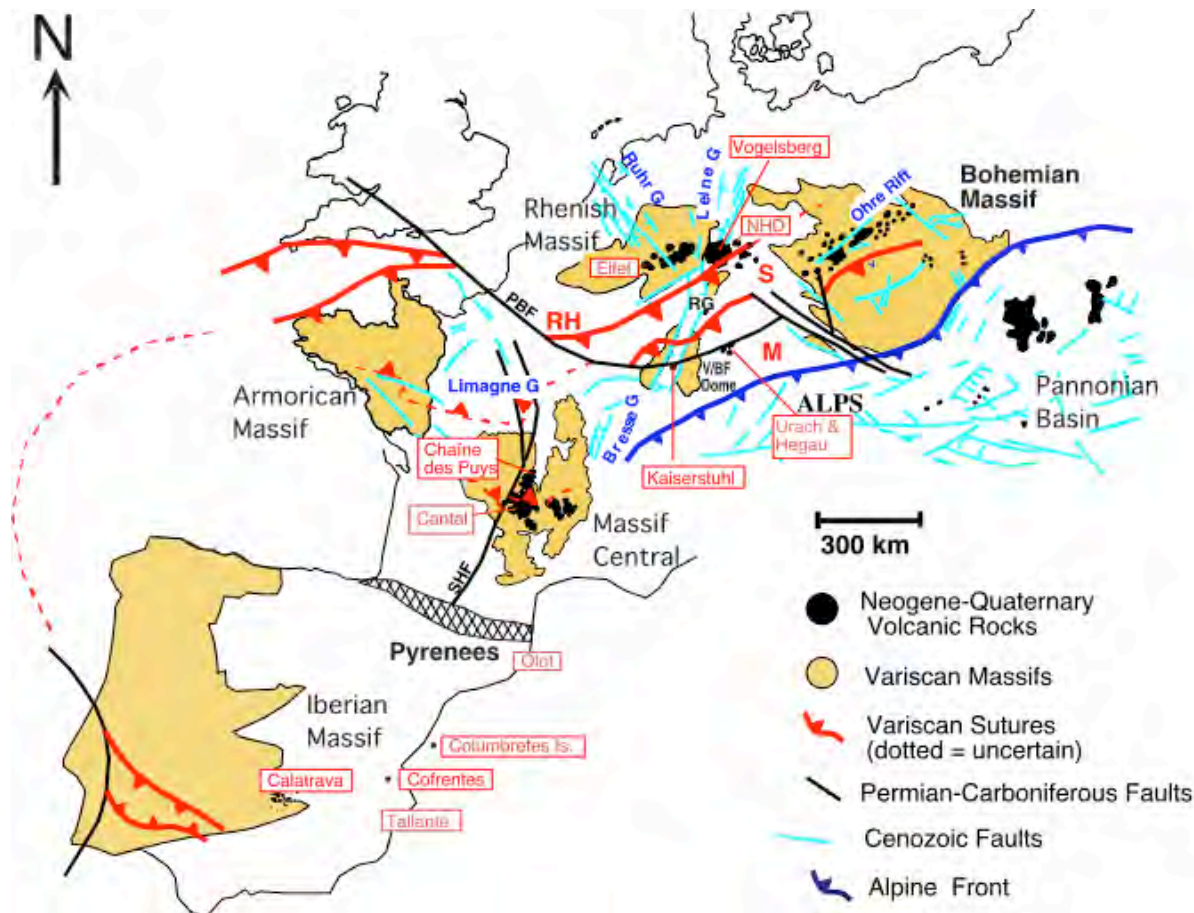 N
Vogelsberg
Ruhr G
Leine G
Bohemian
Massif
Rhenish
Massif
NHD
Ohre Rift
Eifel
S
PBF
RH
RG
M
V/BF
Dome
Limagne G
Armorican
Massif
Bresse G
ALPS
Pannonian
Basin
Urach &
Hegau
Chaîne
des Puys
Kaiserstuhl
Cantal
Massif
Central
300 km
SHF
Neogene-Quaternary
Volcanic Rocks
Pyrenees
Olot
Variscan Massifs
Iberian
Massif
Variscan Sutures
(dotted = uncertain)
Columbretes Is.
Calatrava
Cofrentes
Permian-Carboniferous Faults
Tallante
Cenozoic Faults
Alpine Front